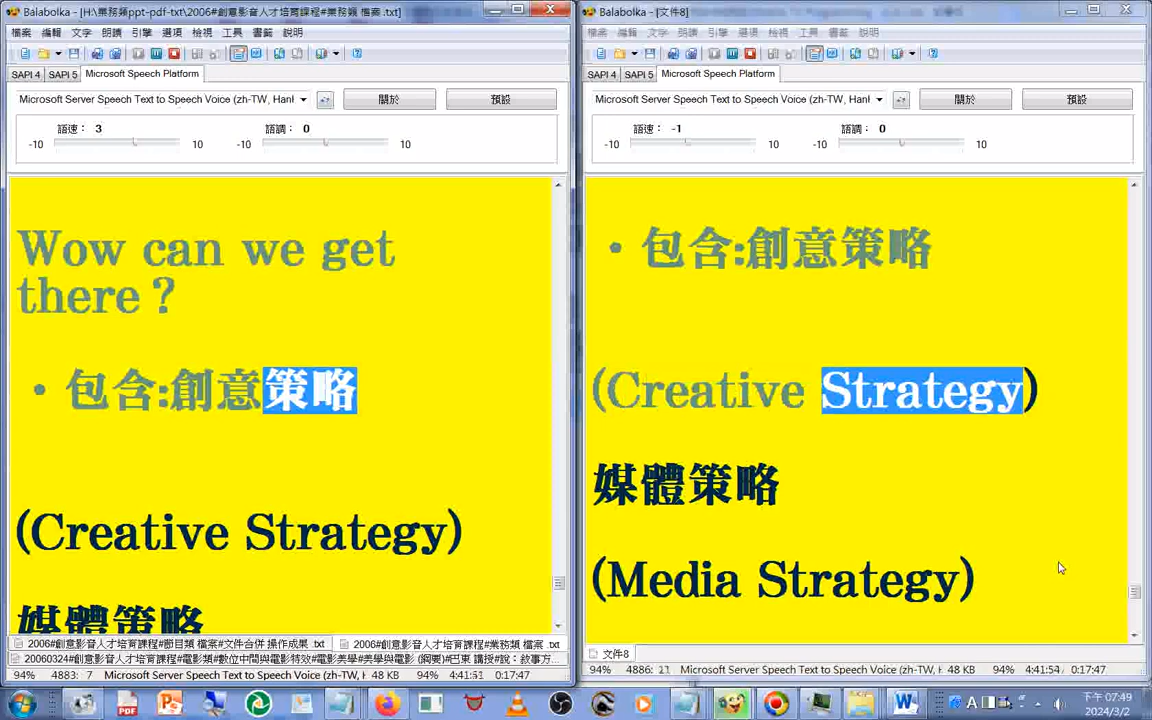 Balabolka - [H:\業務類ppt-pdf-txt\2006#創意影音人才培育課程#業務類 檔案 .txt]
檔案 編輯 文字 朗讀 引擎 選項 檢視 工具 書籤 說明
SAPI 4 SAPI 5 Microsoft Speech Platform
Microsoft Server Speech Text to Speech Voice (zh-TW, Hanl
關於
預設
語速： 3
語調： 0
-10 10 -10 10
Wow can we get
there？
•包含:創意策略
(Creative Strategy)
媒體策略
2006#創意影音人才培育課程#節目類 檔案#文件合併 操作成果 .txt
2006#創意影音人才培育課程#業務類 檔案 .txt
20060324#創意影音人才培育課程#電影類#數位中間與電影特效#電影美學#美學與電影 (綱要)#巴東 講授#說：敘事方...
94% 4883: 7 Microsoft Server Speech Text to Speech Voice (zh-TW, Hanl 48 KB 94% 4:41:51 0:17:47
Balabolka - [文件8]
檔案 編輯 文字 朗讀 引擎 選項 檢視 工具 書籤 說明
SAPI 4 SAPI 5 Microsoft Speech Platform
Microsoft Server Speech Text to Speech Voice (zh-TW, Hanl
關於
預設
語速： -1
語調： 0
-10 10 -10 10
•包含:創意策略
(Creative Strategy)
媒體策略
(Media Strategy)
文件8
94% 4886: 11 Microsoft Server Speech Text to Speech Voice (zh-TW, Hanl 48 KB 94% 4:41:54 0:17:47
下午 07:49
2024/3/2